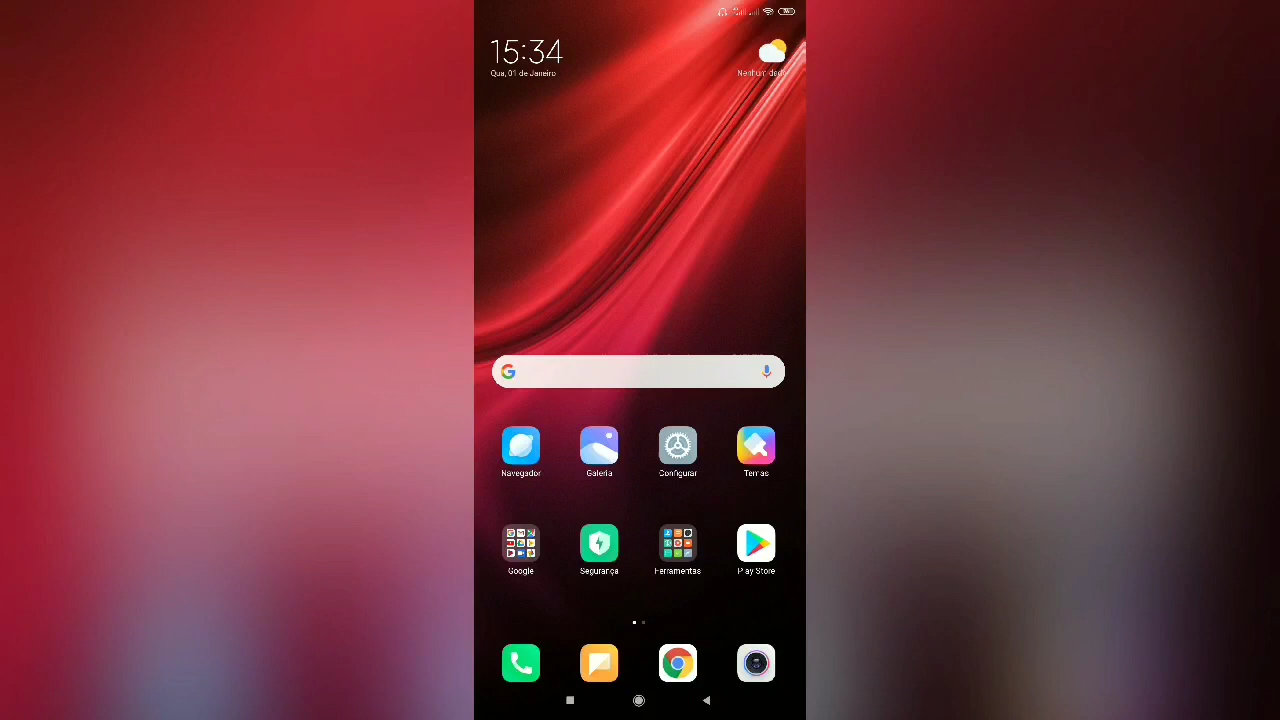 15:34
Qua, 01 de Janeiro
Nenhum dado
Navegador
Galeria
Configurar
Temas
Google
Segurança
Ferramentas
Play Store